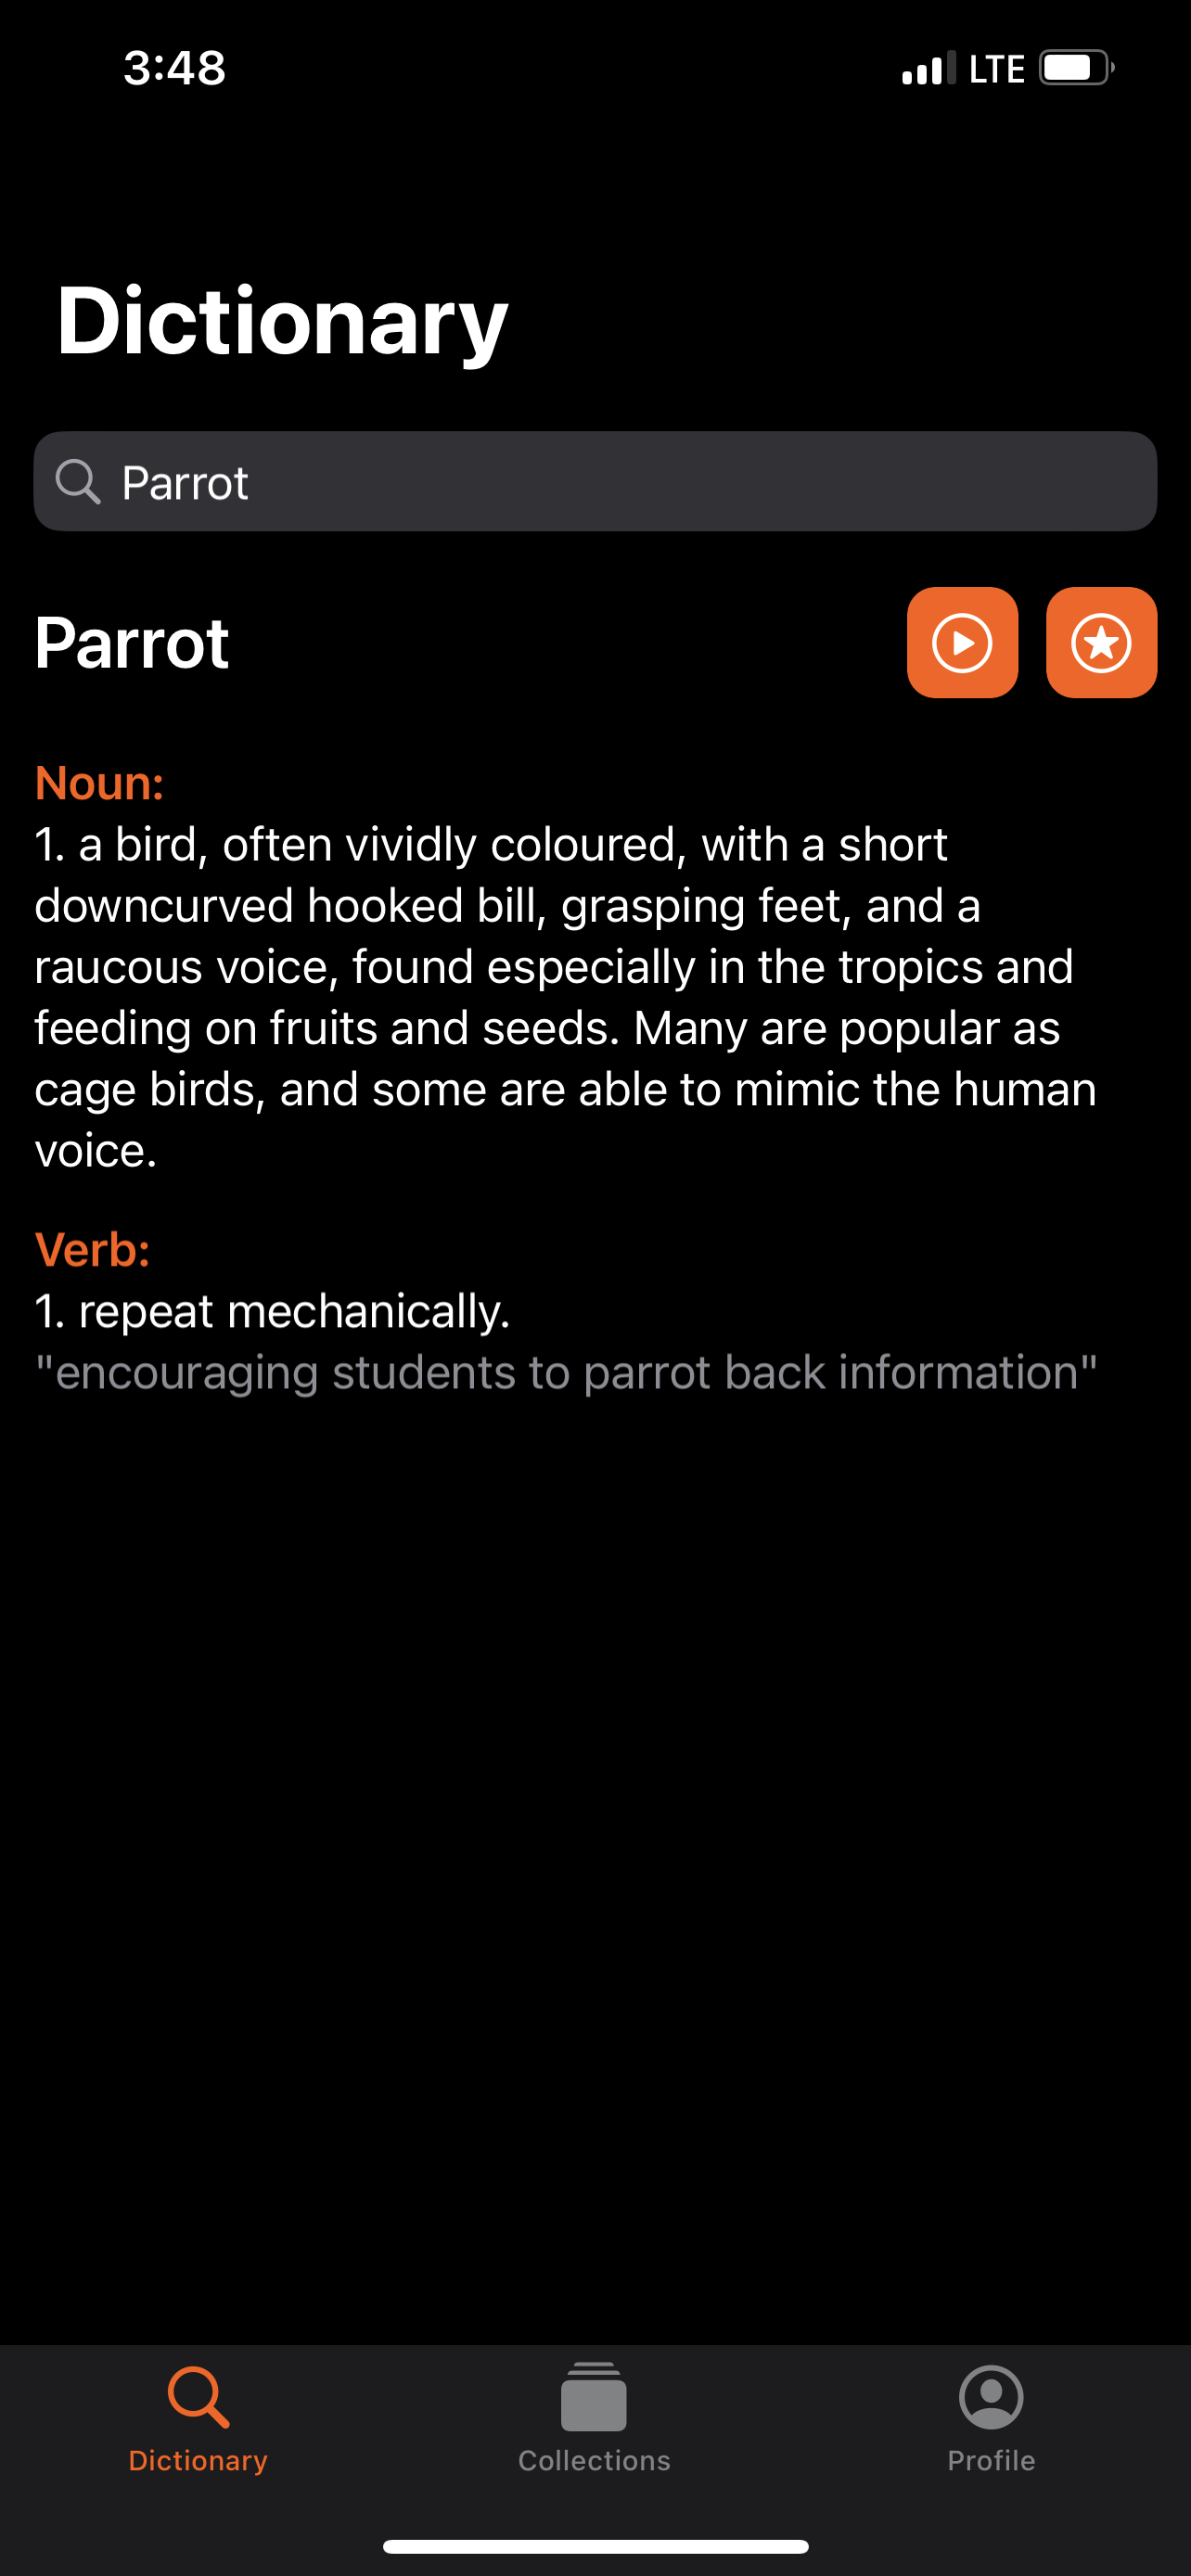 3:48
LTE
Dictionary
Parrot
Parrot
Noun:
1. a bird, often vividly coloured, with a short
downcurved hooked bill, grasping feet, and a
raucous voice, found especially in the tropics and
feeding on fruits and seeds. Many are popular as
cage birds, and some are able to mimic the human
voice.
Verb:
1. repeat mechanically.
"encouraging students to parrot back information"
Dictionary
Collections
Profile